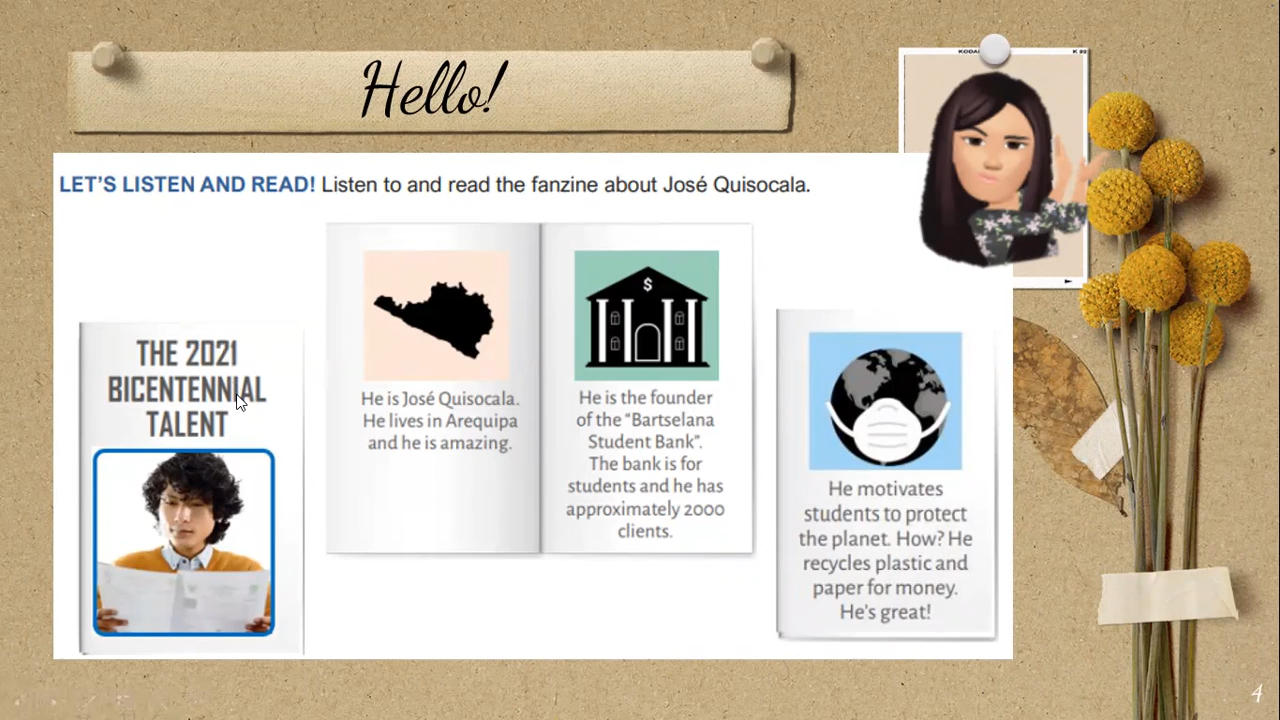 Hello!
KODAK
LET'S LISTEN AND READ! Listen to and read the fanzine about José Quisocala.
THE 2021
BICENTENNIAL
TALENT
He is José Quisocala.
He lives in Arequipa
and he is amazing.
$
He is the founder
of the “Bartselana
Student Bank”.
The bank is for
students and he has
approximately 2000
clients.
He motivates
students to protect
the planet. How? He
recycles plastic and
paper for money.
He's great!
4